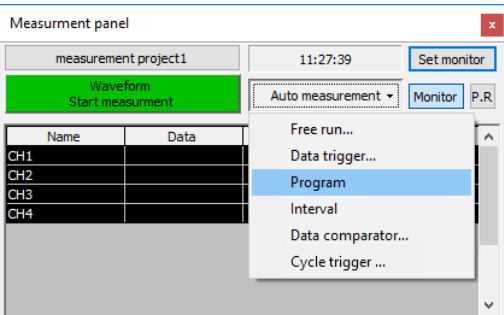 Measurment panel
x
measurement project1
11:27:39
Set monitor
Waveform
Start measurment
Auto measurement
Monitor
P.R
Name
Data
CH1
CH2
CH3
CH4
Free run...
Data trigger...
Program
Interval
Data comparator...
Cycle trigger ...